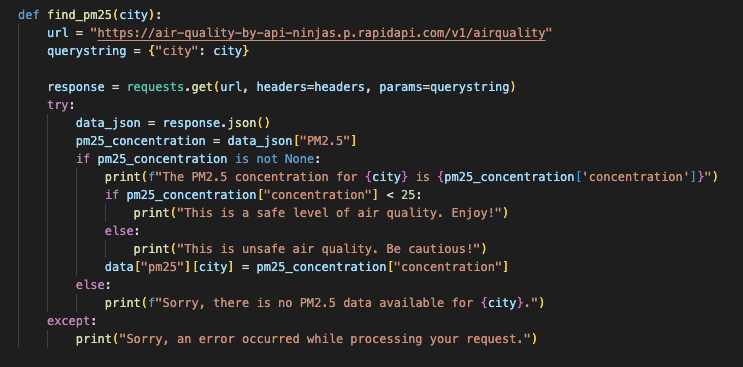 def find_pm25(city):
    url = "https://air-quality-by-api-ninjas.p.rapidapi.com/v1/airquality"
    querystring = {"city": city}

    response = requests.get(url, headers=headers, params=querystring)
    try:
        data_json = response.json()
        pm25_concentration = data_json["PM2.5"]
        if pm25_concentration is not None:
            print(f"The PM2.5 concentration for {city} is {pm25_concentration['concentration']}")
            if pm25_concentration["concentration"] < 25:
                print("This is a safe level of air quality. Enjoy!")
            else:
                print("This is unsafe air quality. Be cautious!")
            data["pm25"][city] = pm25_concentration["concentration"]
        else:
            print(f"Sorry, there is no PM2.5 data available for {city}.")
    except:
        print("Sorry, an error occurred while processing your request.")